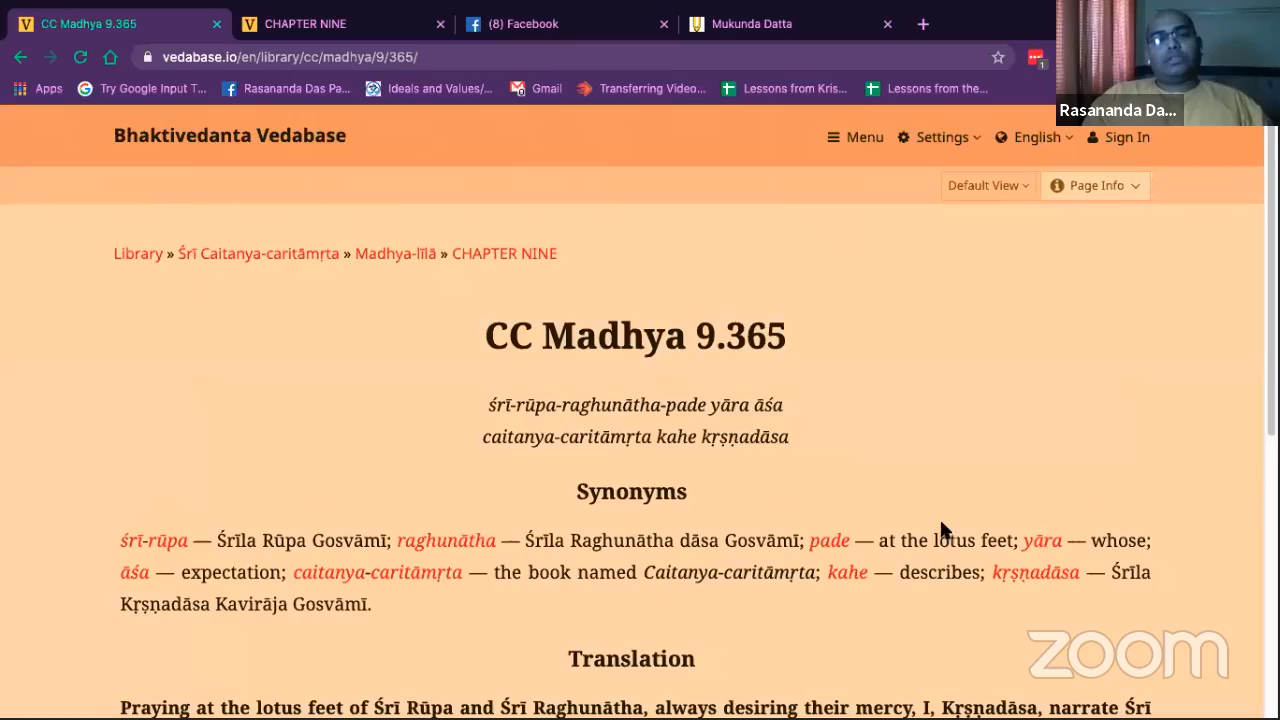 CC Madhya 9.365
CHAPTER NINE
(8) Facebook
Mukunda Datta
vedabase.io/en/library/cc/madhya/9/365/
1
Apps
Try Google Input T...
Rasananda Das Pa...
Ideals and Values/...
Gmail
Transferring Video...
Lessons from Kris...
Lessons from the...
Rasananda Da...
Bhaktivedanta Vedabase
Menu
Settings
English
Sign In
Default View
Page Info
Library » Śrī Caitanya-caritāmṛta » Madhya-līlā » CHAPTER NINE
CC Madhya 9.365
śrī-rūpa-raghunātha-pade yāra āśa
caitanya-caritāmṛta kahe kṛṣṇadāsa
Synonyms
śrī-rūpa — Śrīla Rūpa Gosvāmī; raghunātha — Śrīla Raghunātha dāsa Gosvāmī; pade — at the lotus feet; yāra — whose;
āśa — expectation; caitanya-caritāmṛta — the book named Caitanya-caritāmṛta; kahe — describes; kṛṣṇadāsa — Śrīla
Kṛṣṇadāsa Kavirāja Gosvāmī.
Translation
Praying at the lotus feet of Śrī Rūpa and Śrī Raghunātha, always desiring their mercy, I, Kṛṣṇadāsa, narrate Śrī
zoom